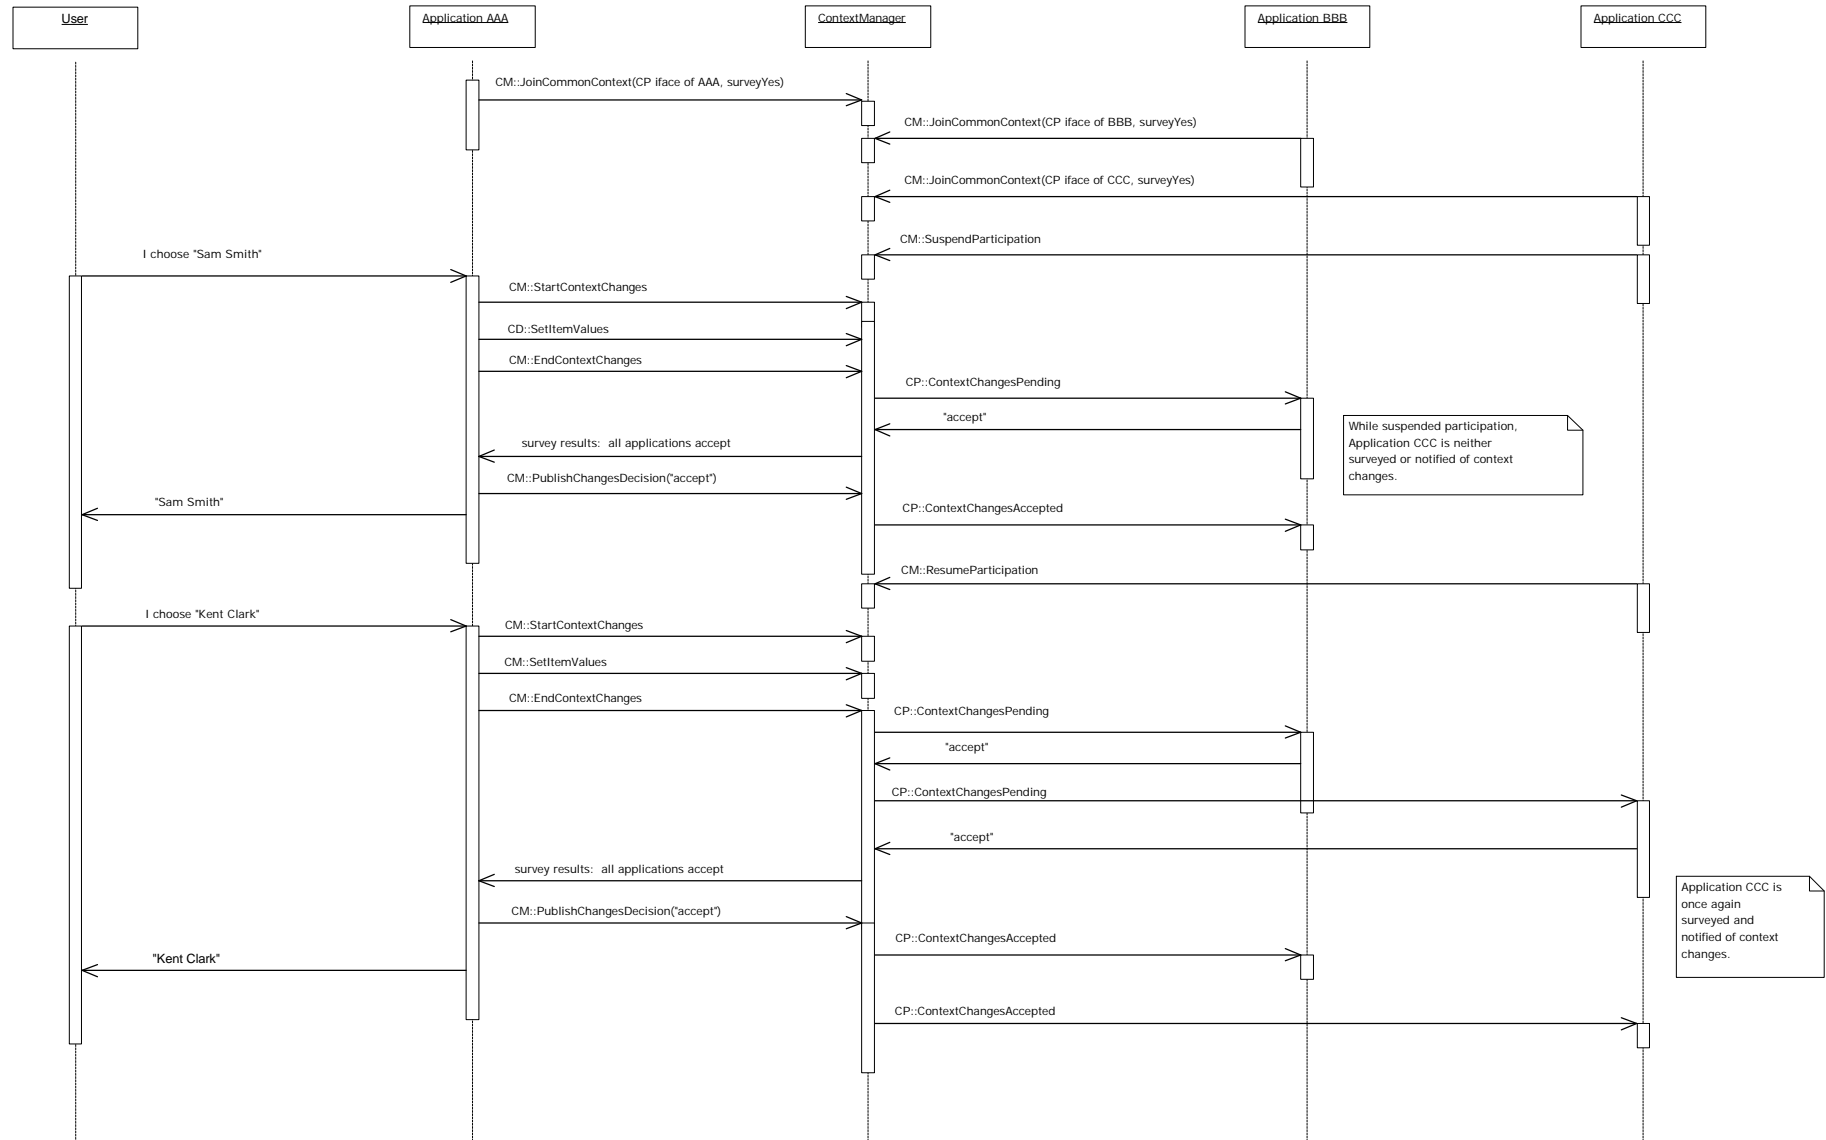 User
Application AAA
ContextManager
Application BBB
Application CCC
CM::JoinCommonContext(CP iface of AAA, surveyYes)
CM::JoinCommonContext(CP iface of BBB, surveyYes)
CM::JoinCommonContext(CP iface of CCC, surveyYes)
CM::SuspendParticipation
I choose "Sam Smith"
CM::StartContextChanges
CD::SetItemValues
CM::EndContextChanges
CP::ContextChangesPending
"accept"
While suspended participation,
Application CCC is neither
surveyed or notified of context
changes.
survey results:  all applications accept
CM::PublishChangesDecision("accept")
"Sam Smith"
CP::ContextChangesAccepted
CM::ResumeParticipation
I choose "Kent Clark"
CM::StartContextChanges
CM::SetItemValues
CM::EndContextChanges
CP::ContextChangesPending
"accept"
CP::ContextChangesPending
"accept"
survey results:  all applications accept
Application CCC is
once again
surveyed and
notified of context
changes.
CM::PublishChangesDecision("accept")
CP::ContextChangesAccepted
"Kent Clark"
CP::ContextChangesAccepted